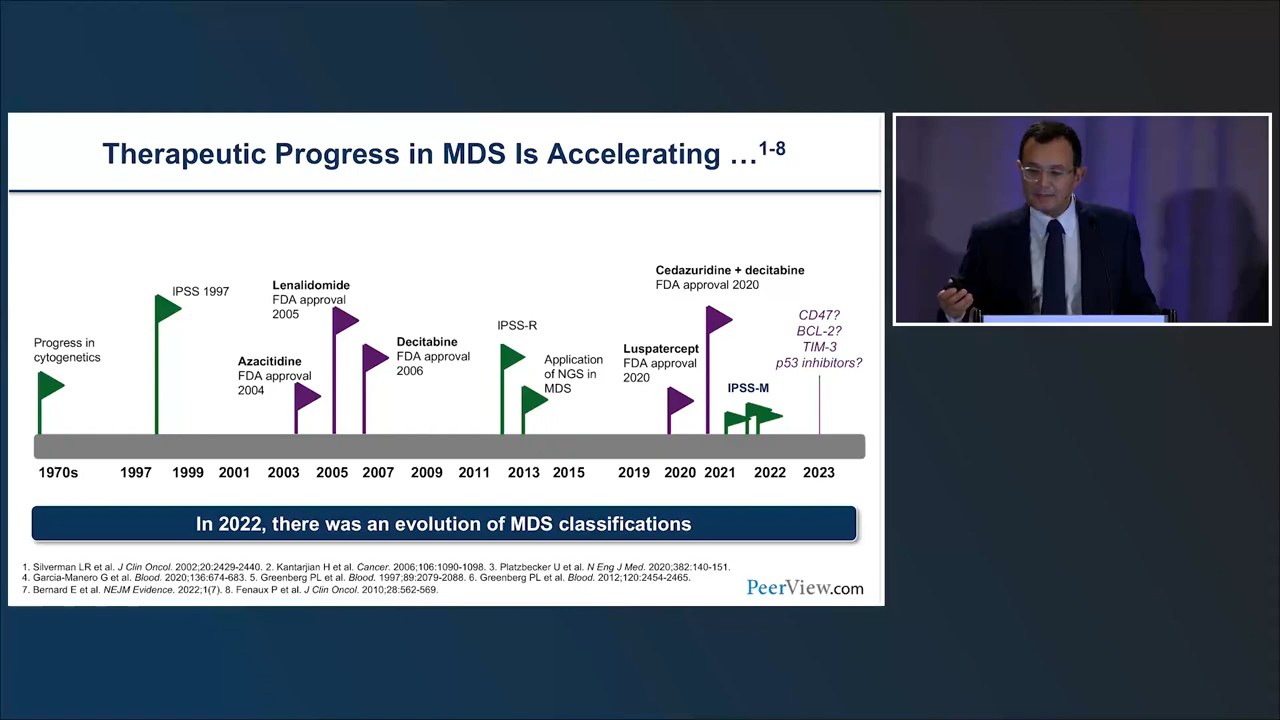 Therapeutic Progress in MDS Is Accelerating …1-8
Progress in
cytogenetics
IPSS 1997
Azacitidine
FDA approval
2004
Lenalidomide
FDA approval
2005
Decitabine
FDA approval
2006
IPSS-R
Application
of NGS in
MDS
Luspatercept
FDA approval
2020
Cedazuridine + decitabine
FDA approval 2020
IPSS-M
CD47?
BCL-2?
TIM-3
p53 inhibitors?
1970s 1997 1999 2001 2003 2005 2007 2009 2011 2013 2015 2019 2020 2021 2022 2023
In 2022, there was an evolution of MDS classifications
1. Silverman LR et al. J Clin Oncol. 2002;20:2429-2440. 2. Kantarjian H et al. Cancer. 2006;106:1090-1098. 3. Platzbecker U et al. N Eng J Med. 2020;382:140-151.
4. Garcia-Manero G et al. Blood. 2020;136:674-683. 5. Greenberg PL et al. Blood. 1997:89:2079-2088. 6. Greenberg PL et al. Blood. 2012;120:2454-2465.
7. Bernard E et al. NEJM Evidence. 2022;1(7). 8. Fenaux P et al. J Clin Oncol. 2010;28:562-569.
PeerView.com